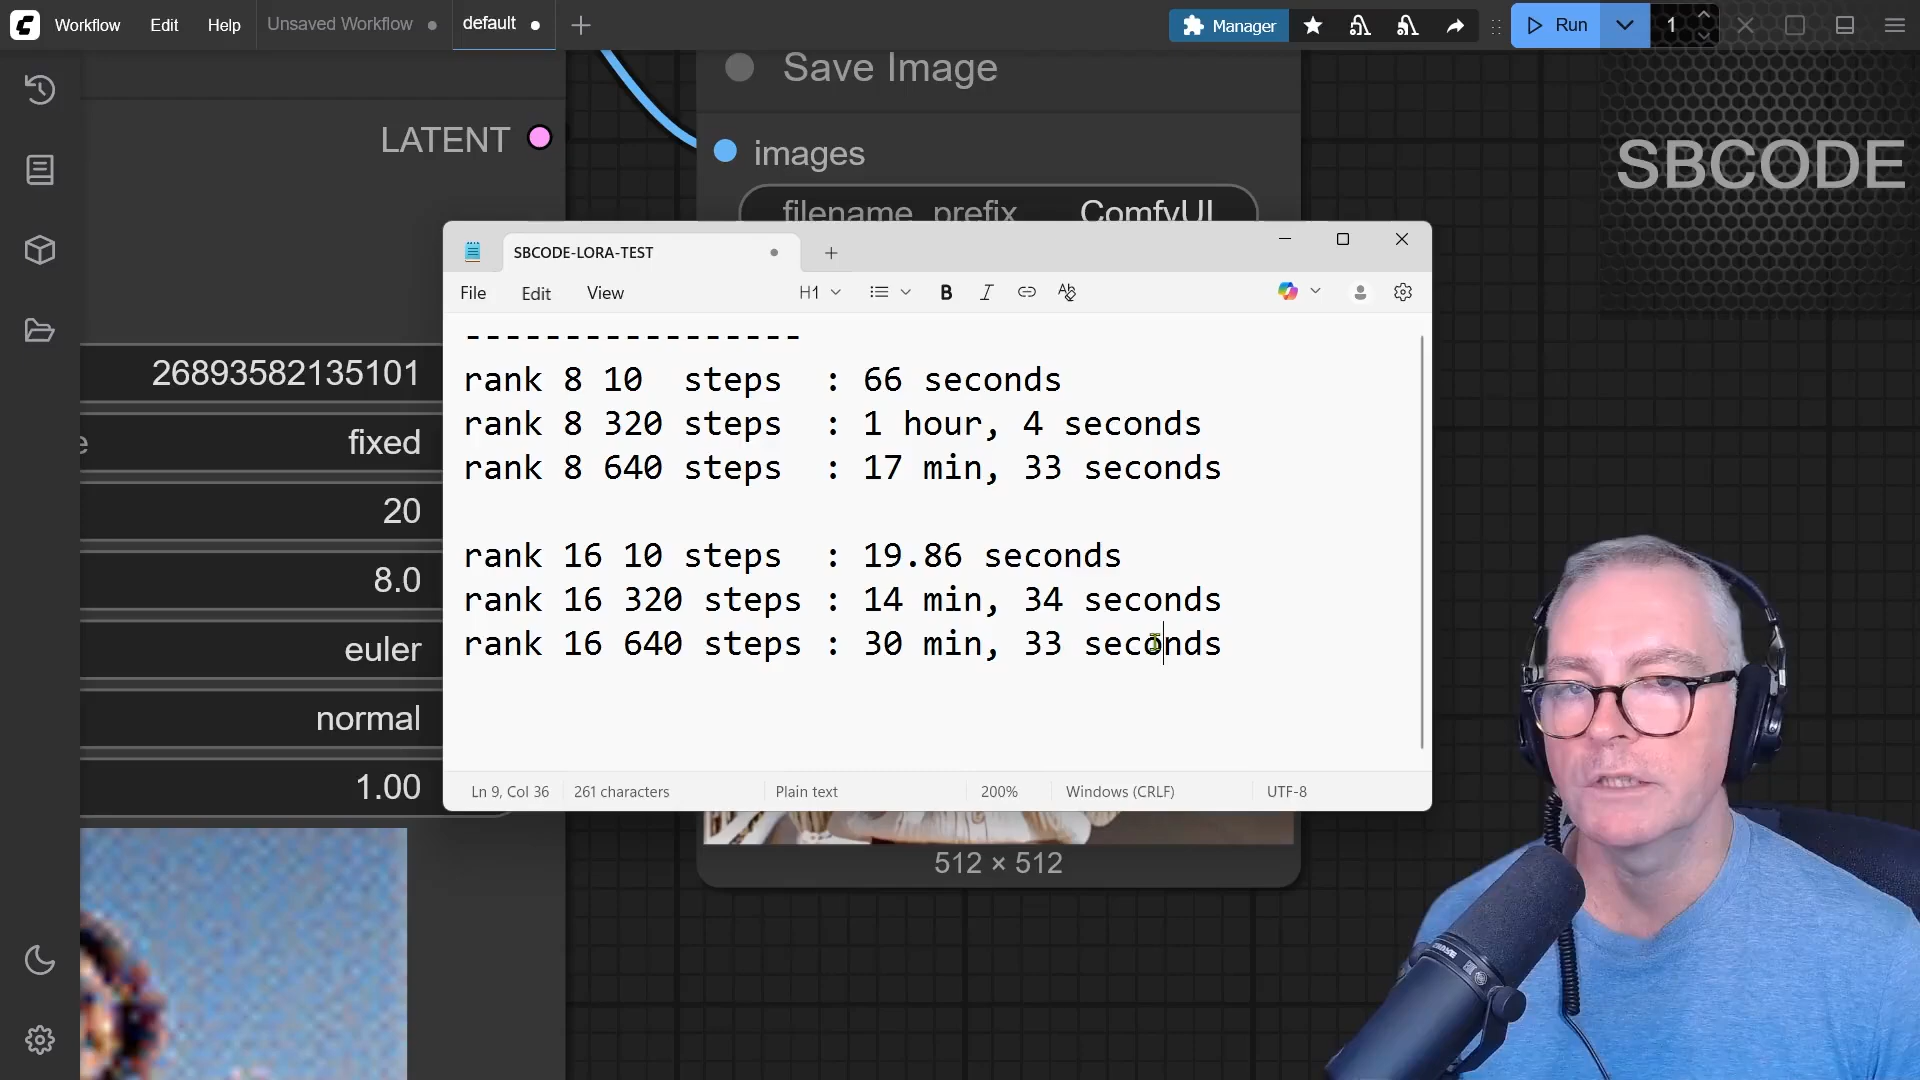 Workflow Edit Help Unsaved Workflow default Manager Run 1
Save Image
SBCODE
LATENT
images
filename_prefix ComfyUI
SBCODE-LORA-TEST
File Edit View H1 B I
-----------------
rank 8 10  steps  : 66 seconds
rank 8 320 steps  : 1 hour, 4 seconds
rank 8 640 steps  : 17 min, 33 seconds
rank 16 10 steps  : 19.86 seconds
rank 16 320 steps : 14 min, 34 seconds
rank 16 640 steps : 30 min, 33 seconds
Ln 9, Col 36 261 characters Plain text 200% Windows (CRLF) UTF-8
26893582135101
fixed
20
8.0
euler
normal
1.00
512 × 512